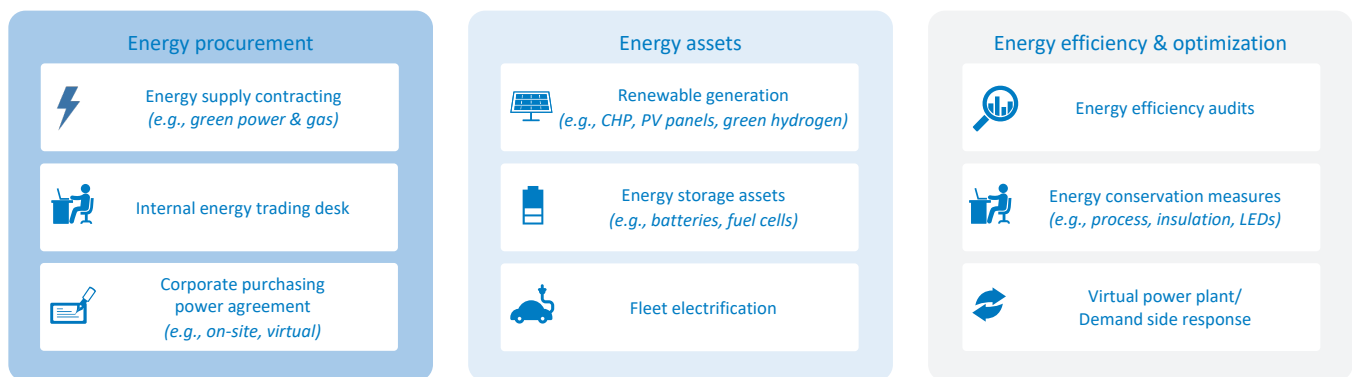 Energy procurement
Energy supply contracting
(e.g., green power & gas)
Internal energy trading desk
Corporate purchasing
power agreement
(e.g., on-site, virtual)
Energy assets
Renewable generation
(e.g., CHP, PV panels, green hydrogen)
Energy storage assets
(e.g., batteries, fuel cells)
Fleet electrification
Energy efficiency & optimization
Energy efficiency audits
Energy conservation measures
(e.g., process, insulation, LEDs)
Virtual power plant/
Demand side response